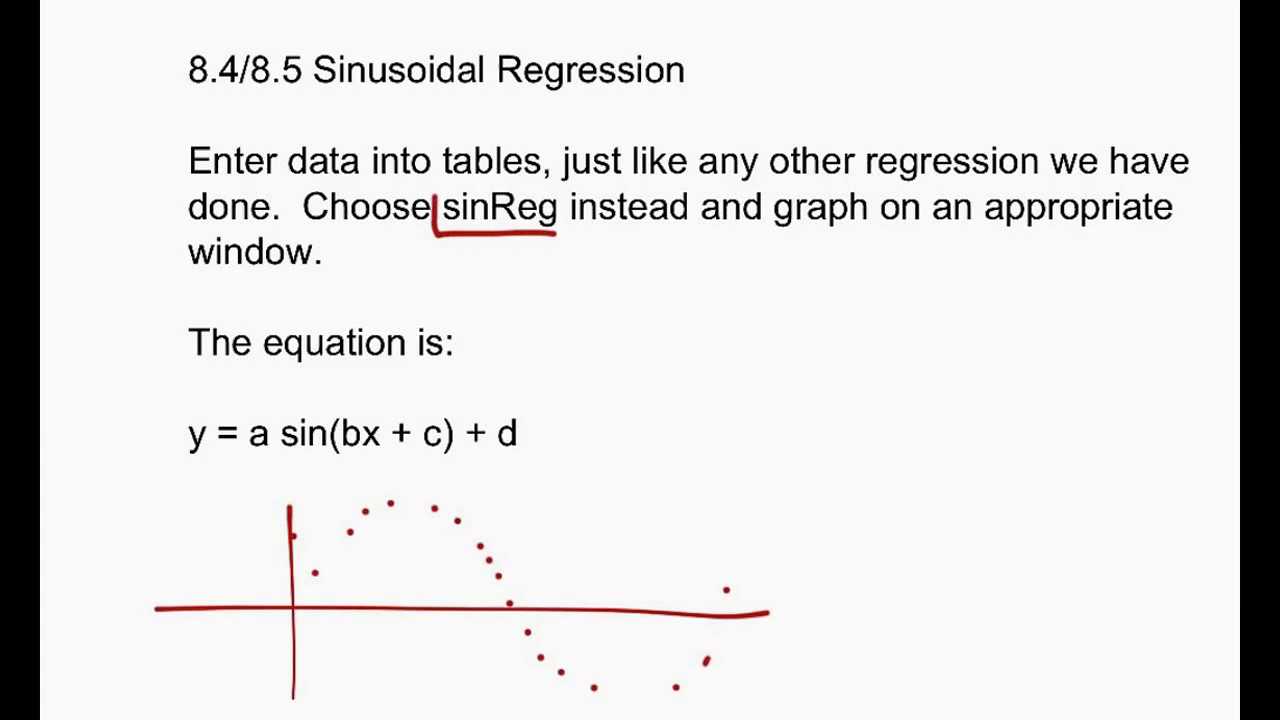 8.4/8.5 Sinusoidal Regression
Enter data into tables, just like any other regression we have
done.  Choose sinReg instead and graph on an appropriate
window.
The equation is:
y = a sin(bx + c) + d